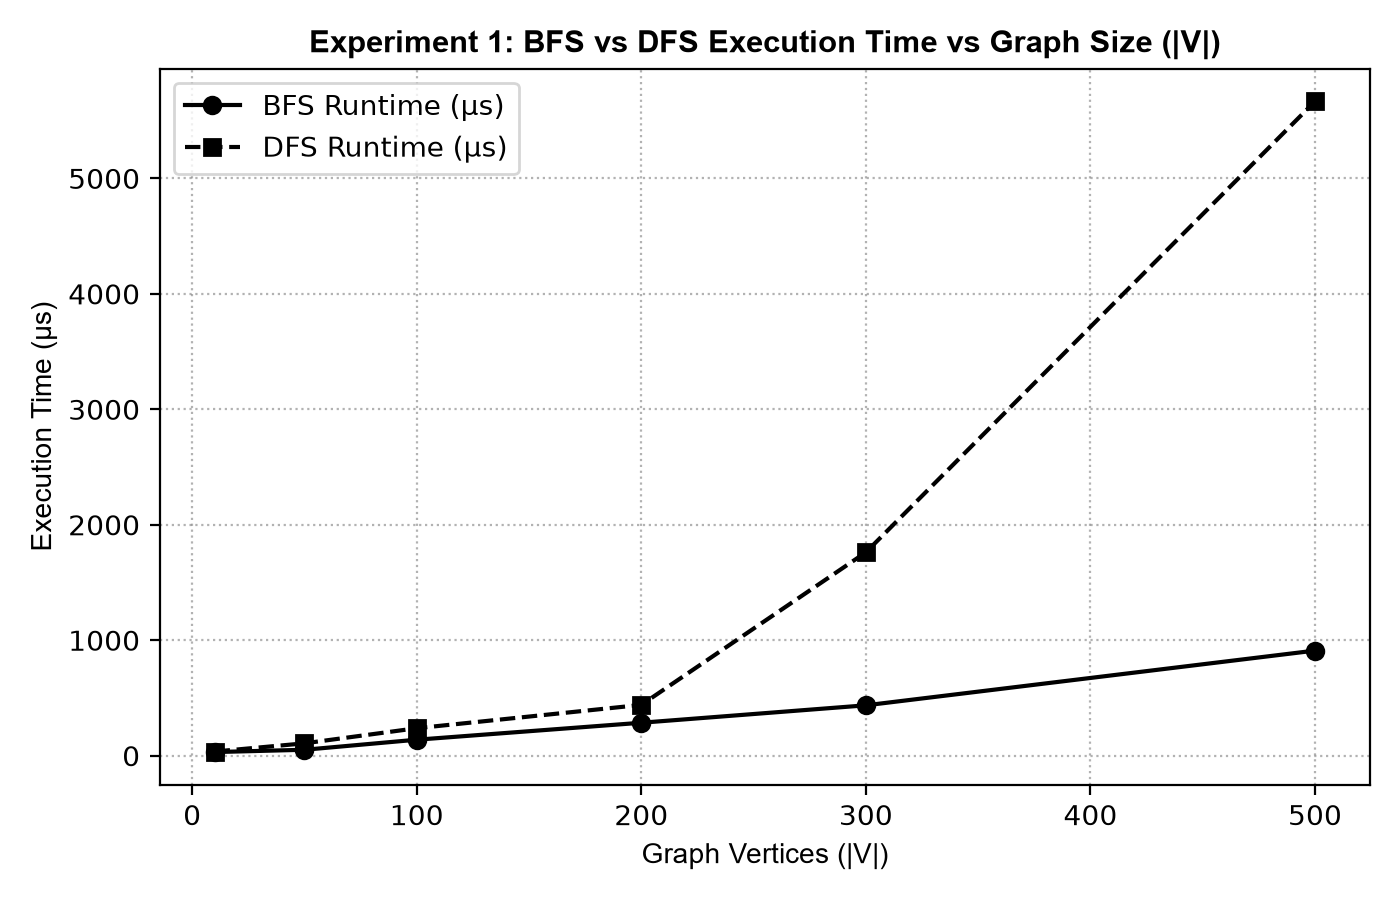 Experiment 1: BFS vs DFS Execution Time vs Graph Size (|V|)
BFS Runtime (µs)
DFS Runtime (µs)
5000
4000
3000
2000
1000
0
Execution Time (µs)
0 100 200 300 400 500
Graph Vertices (|V|)